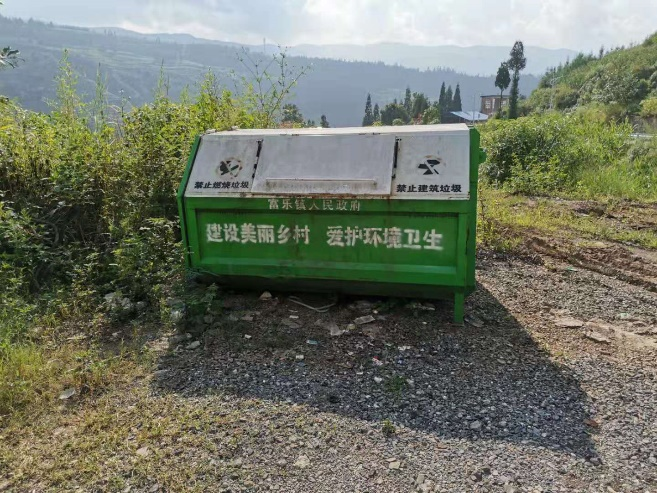 禁止燃烧垃圾 禁止建筑垃圾
富乐镇人民政府
建设美丽乡村 爱护环境卫生